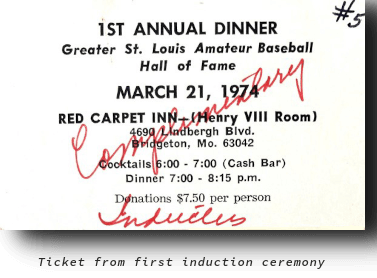 #5
1ST ANNUAL DINNER
Greater St. Louis Amateur Baseball
Hall of Fame
MARCH 21, 1974
RED CARPET INN—(Henry VIII Room)
4690 Lindbergh Blvd.
Bridgeton, Mo. 63042
Complimentary
Cocktails 6:00 - 7:00 (Cash Bar)
Dinner 7:00 - 8:15 p.m.
Donations $7.50 per person
Inductees
Ticket from first induction ceremony